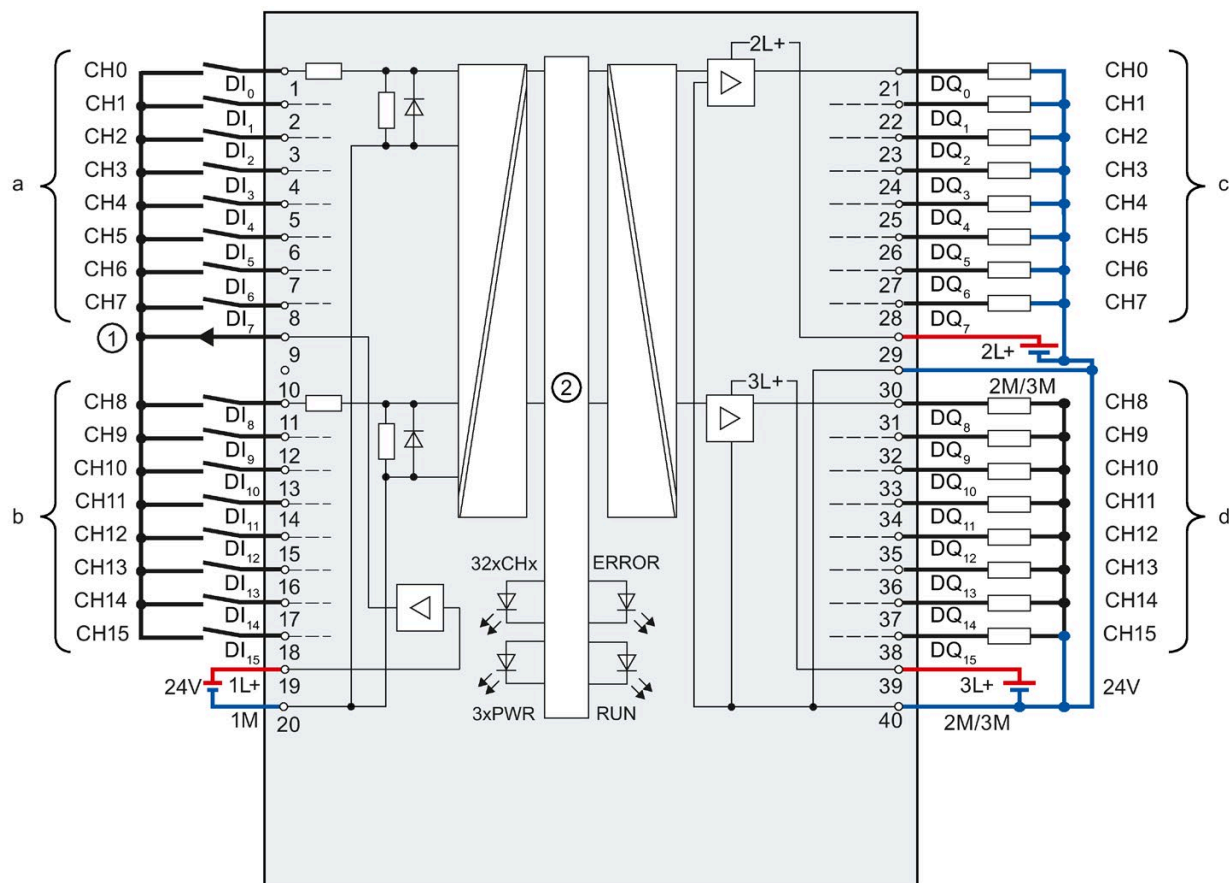 2L+
CH0 DI0 1 21 DQ0 CH0
CH1 DI1 2 22 DQ1 CH1
CH2 DI2 3 23 DQ2 CH2
a CH3 DI3 4 24 DQ3 CH3 c
CH4 DI4 5 25 DQ4 CH4
CH5 DI5 6 26 DQ5 CH5
CH6 DI6 7 27 DQ6 CH6
CH7 DI7 8 28 DQ7 CH7
1 9 29 2L+
10 2 3L+ 30 2M/3M
CH8 DI8 11 31 DQ8 CH8
CH9 DI9 12 32 DQ9 CH9
CH10 DI10 13 33 DQ10 CH10
b CH11 DI11 14 34 DQ11 CH11 d
CH12 DI12 15 35 DQ12 CH12
CH13 DI13 16 32xCHx ERROR 36 DQ13 CH13
CH14 DI14 17 37 DQ14 CH14
CH15 DI15 18 38 DQ15 CH15
24V 1L+ 19 39 3L+ 24V
1M 20 3xPWR RUN 40 2M/3M